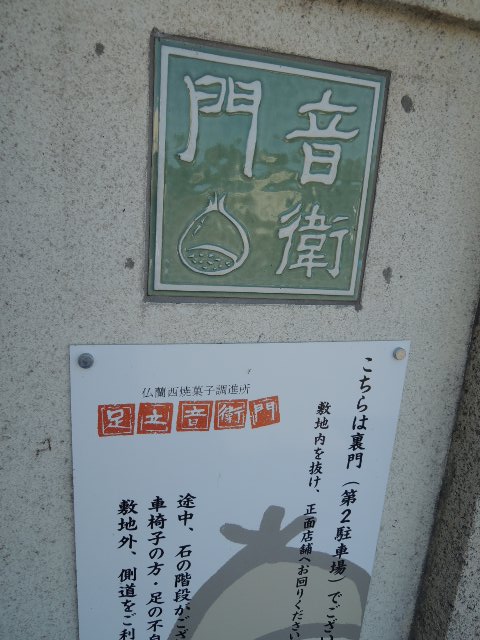 音衛
門
仏蘭西焼菓子調進所
足立音衛門
こちらは裏門（第2駐車場）でござ
敷地内を抜け、正面店舗へお回りください
途中、石の階段がござ
車椅子の方・足の不自
敷地外、側道をご利